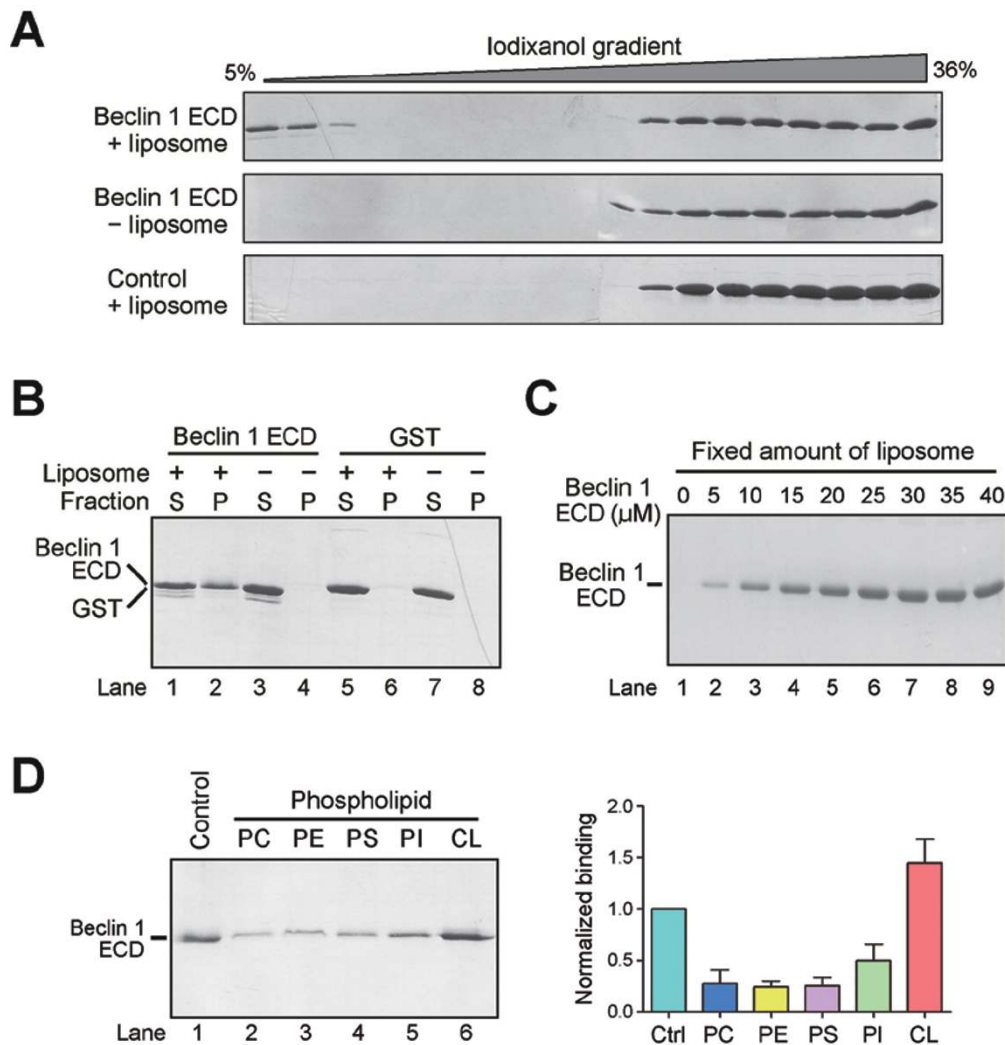 A
Iodixanol gradient
5%
36%
Beclin 1 ECD
+ liposome
Beclin 1 ECD
− liposome
Control
+ liposome
B
Beclin 1 ECD GST
Liposome + + − − + + − −
Fraction S P S P S P S P
Beclin 1
ECD
GST
Lane 1 2 3 4 5 6 7 8
C
Fixed amount of liposome
Beclin 1
ECD (µM) 0 5 10 15 20 25 30 35 40
Beclin 1
ECD
Lane 1 2 3 4 5 6 7 8 9
D
Control
Phospholipid
PC PE PS PI CL
Beclin 1
ECD
Lane 1 2 3 4 5 6
Normalized binding
2.0
1.5
1.0
0.5
0.0
Ctrl PC PE PS PI CL